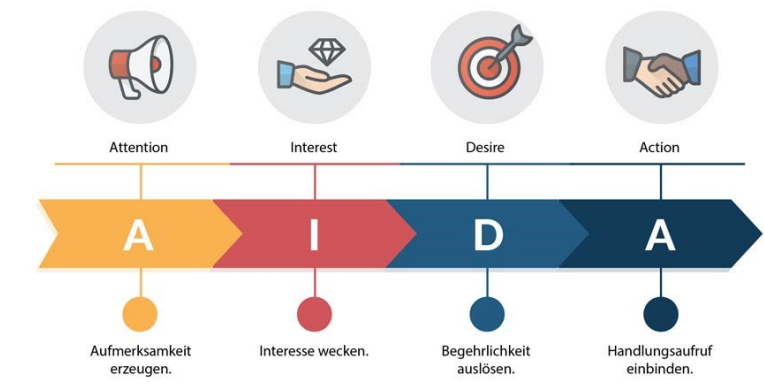 Attention
Interest
Desire
Action
A
I
D
A
Aufmerksamkeit
erzeugen.
Interesse wecken.
Begehrlichkeit
auslösen.
Handlungsaufruf
einbinden.